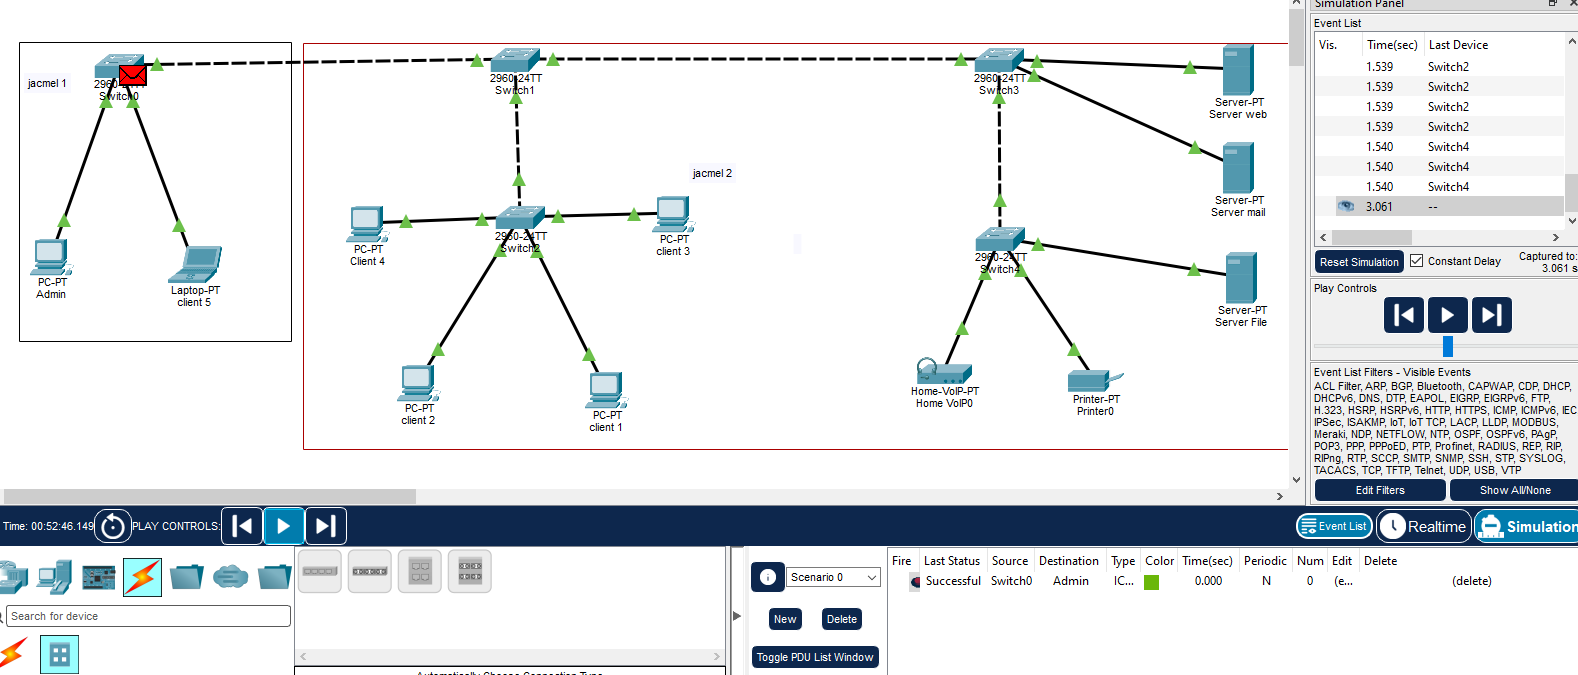 Simulation Panel
Event List
Vis. Time(sec) Last Device
1.539 Switch2
1.539 Switch2
1.539 Switch2
1.539 Switch2
1.540 Switch4
1.540 Switch4
1.540 Switch4
3.061 --
Reset Simulation Constant Delay Captured to:
3.061 s
Play Controls
Event List Filters - Visible Events
ACL Filter, ARP, BGP, Bluetooth, CAPWAP, CDP, DHCP,
DHCPv6, DNS, DTP, EAPOL, EIGRP, EIGRPv6, FTP,
H.323, HSRP, HSRPv6, HTTP, HTTPS, ICMP, ICMPv6, IEC
IPSec, ISAKMP, IoT, IoT TCP, LACP, LLDP, MODBUS,
Meraki, NDP, NETFLOW, NTP, OSPF, OSPFv6, PAgP,
POP3, PPP, PPPoED, PTP, Profinet, RADIUS, REP, RIP,
RIPng, RTP, SCCP, SMTP, SNMP, SSH, STP, SYSLOG,
TACACS, TCP, TFTP, Telnet, UDP, USB, VTP
Edit Filters Show All/None
jacmel 1
2960-24TT
Switch0
PC-PT
Admin
Laptop-PT
client 5
2960-24TT
Switch1
jacmel 2
PC-PT
Client 4
2960-24TT
Switch2
PC-PT
client 3
PC-PT
client 2
PC-PT
client 1
2960-24TT
Switch3
Server-PT
Server web
Server-PT
Server mail
2960-24TT
Switch4
Server-PT
Server File
Home-VoIP-PT
Home VoIP0
Printer-PT
Printer0
Time: 00:52:46.149 PLAY CONTROLS:
Event List Realtime Simulation
Search for device
Automatically Choose Connection Type
Scenario 0
New Delete
Toggle PDU List Window
Fire Last Status Source Destination Type Color Time(sec) Periodic Num Edit Delete
Successful Switch0 Admin IC... 0.000 N 0 (e... (delete)